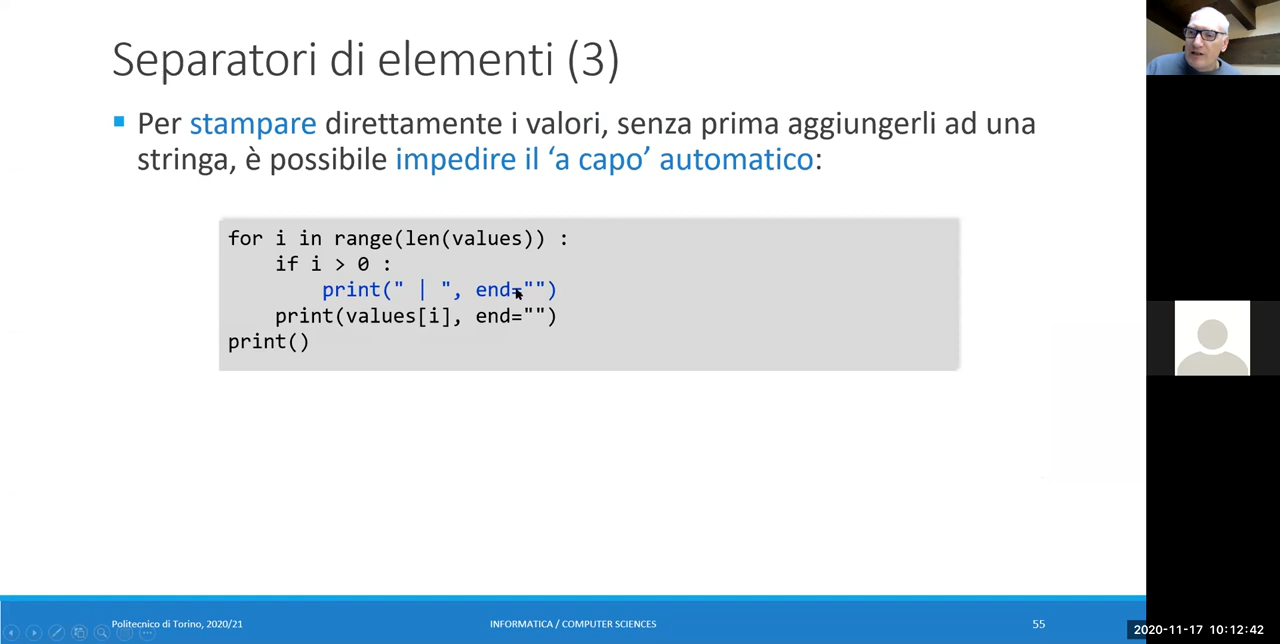 Separatori di elementi (3)
Per stampare direttamente i valori, senza prima aggiungerli ad una
stringa, è possibile impedire il ‘a capo’ automatico:
for i in range(len(values)) :
    if i > 0 :
        print(" | ", end="")
    print(values[i], end="")
print()
Politecnico di Torino, 2020/21
INFORMATICA / COMPUTER SCIENCES
55
2020-11-17 10:12:42